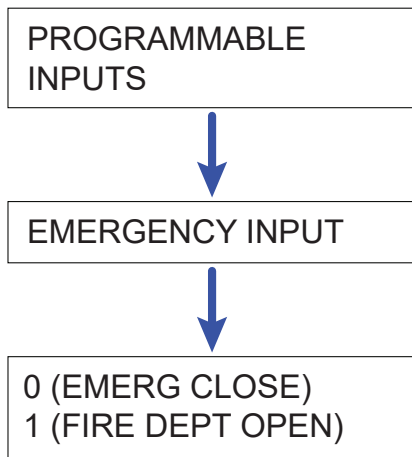 PROGRAMMABLE
INPUTS
EMERGENCY INPUT
0 (EMERG CLOSE)
1 (FIRE DEPT OPEN)